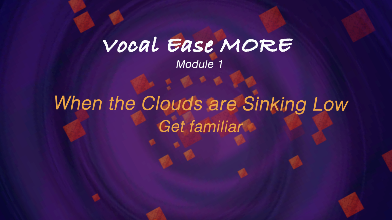 Vocal Ease MORE
Module 1
When the Clouds are Sinking Low
Get familiar